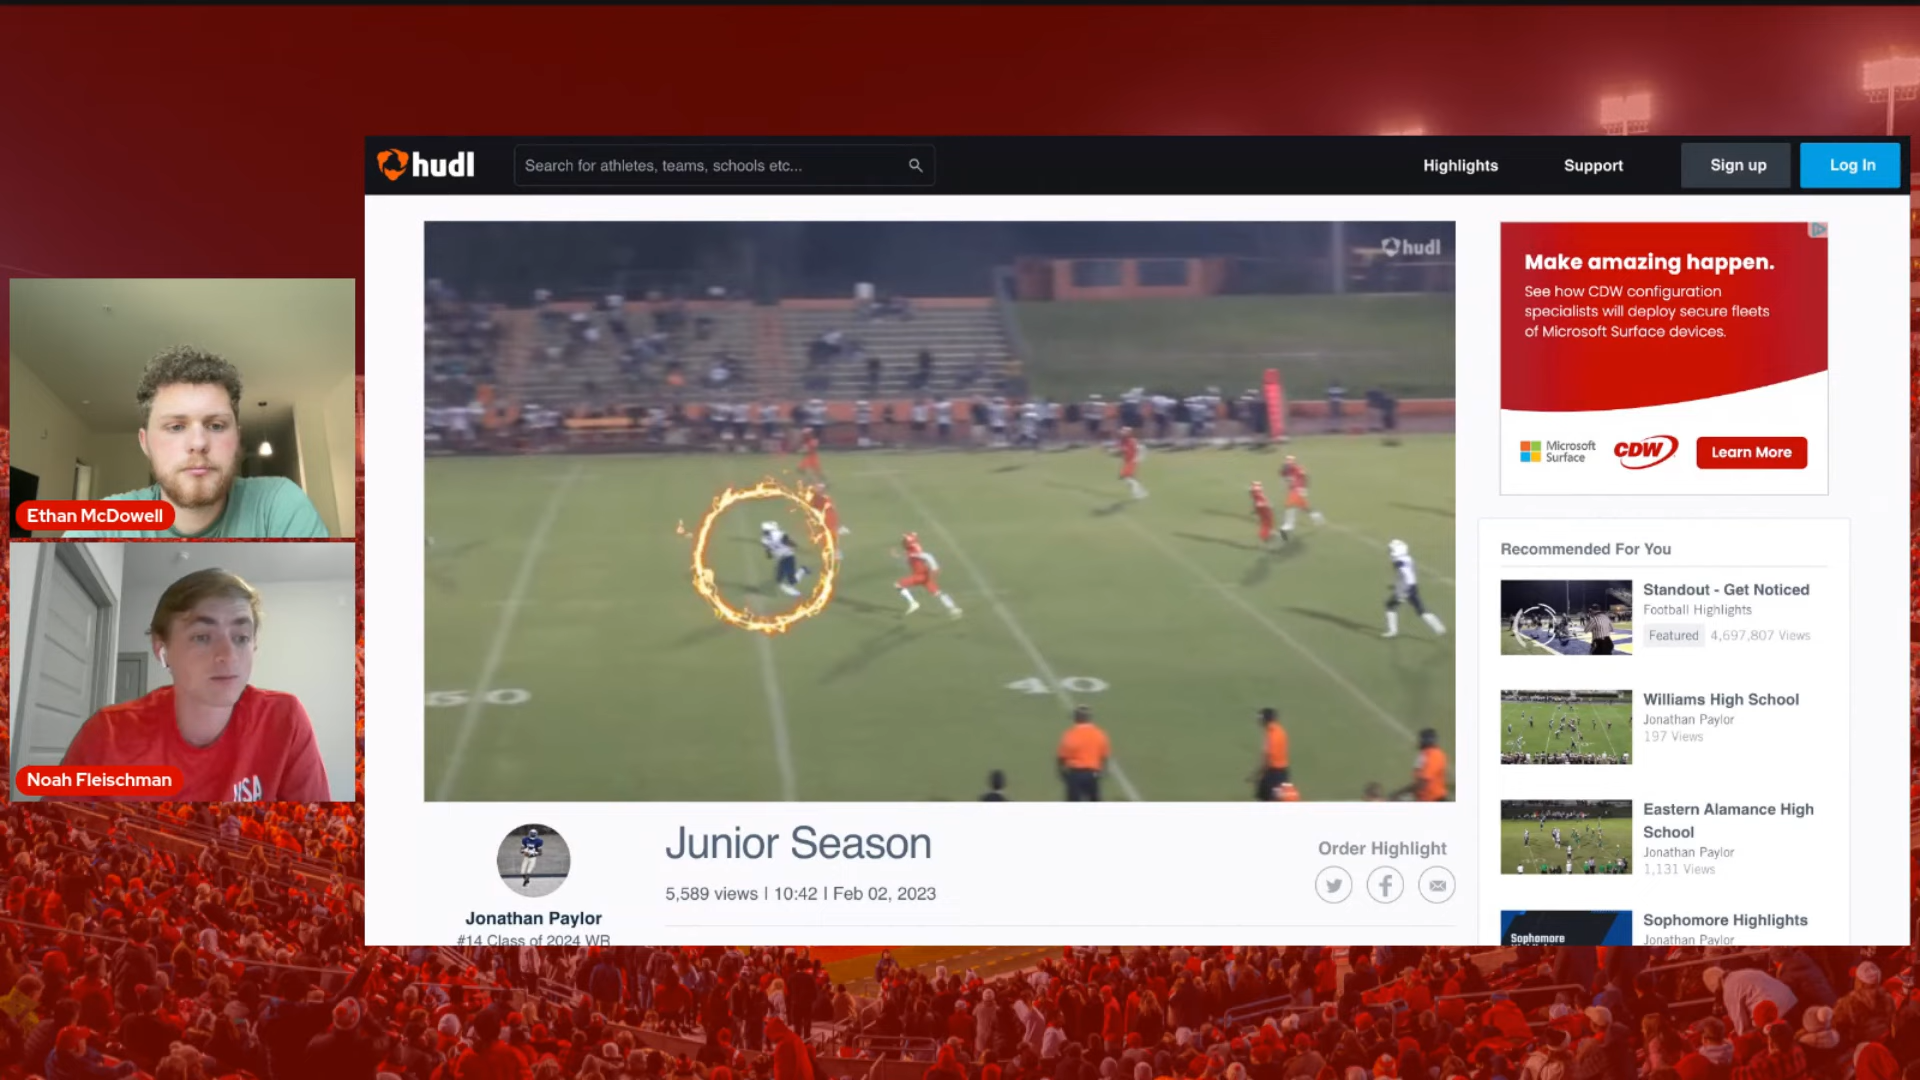 hudl
Search for athletes, teams, schools etc...
Highlights
Support
Sign up
Log In
hudl
50
40
Make amazing happen.
See how CDW configuration
specialists will deploy secure fleets
of Microsoft Surface devices.
Microsoft
Surface
CDW
Learn More
Ethan McDowell
Noah Fleischman
USA
Recommended For You
Standout - Get Noticed
Football Highlights
Featured 4,697,807 Views
Williams High School
Jonathan Paylor
197 Views
Eastern Alamance High
School
Jonathan Paylor
1,131 Views
Sophomore Highlights
Jonathan Paylor
Sophomore
Junior Season
5,589 views | 10:42 | Feb 02, 2023
Order Highlight
Jonathan Paylor
#14 Class of 2024 WR